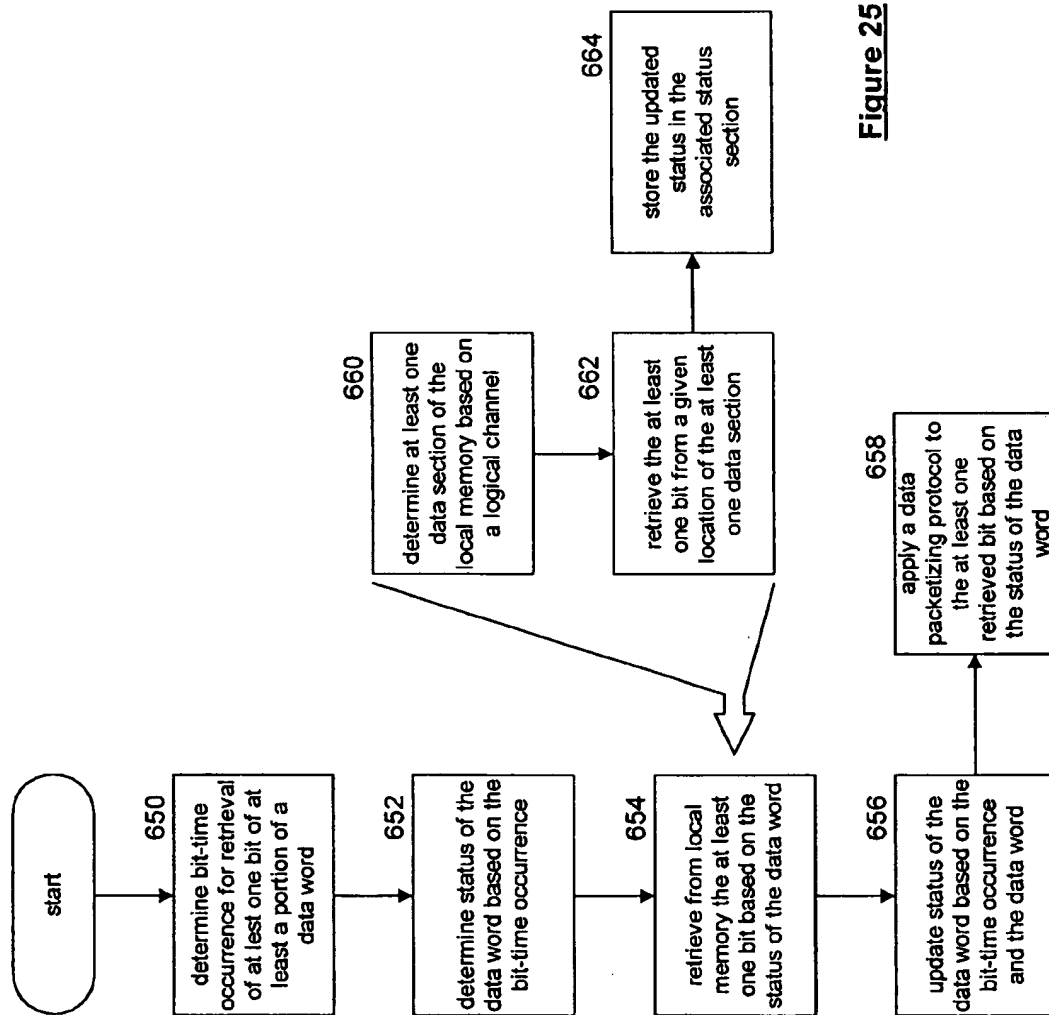 start
650
determine bit-time
occurrence for retrieval
of at lest one bit of at
least a portion of a
data word
652
determine status of the
data word based on the
bit-time occurrence
654
retrieve from local
memory the at least
one bit based on the
status of the data word
656
update status of the
data word based on the
bit-time occurrence
and the data word
658
apply a data
packetizing protocol to
the at least one
retrieved bit based on
the status of the data
word
660
determine at least one
data section of the
local memory based on
a logical channel
662
retrieve the at least
one bit from a given
location of the at least
one data section
664
store the updated
status in the
associated status
section
Figure 25